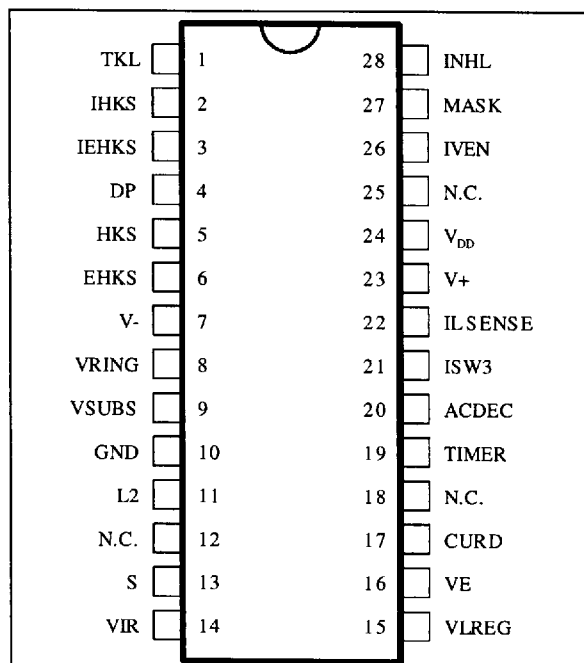 TKL 1 28 INHL
IHKS 2 27 MASK
IEHKS 3 26 IVEN
DP 4 25 N.C.
HKS 5 24 VDD
EHKS 6 23 V+
V- 7 22 ILSENSE
VRING 8 21 ISW3
VSUBS 9 20 ACDEC
GND 10 19 TIMER
L2 11 18 N.C.
N.C. 12 17 CURD
S 13 16 VE
VIR 14 15 VLREG